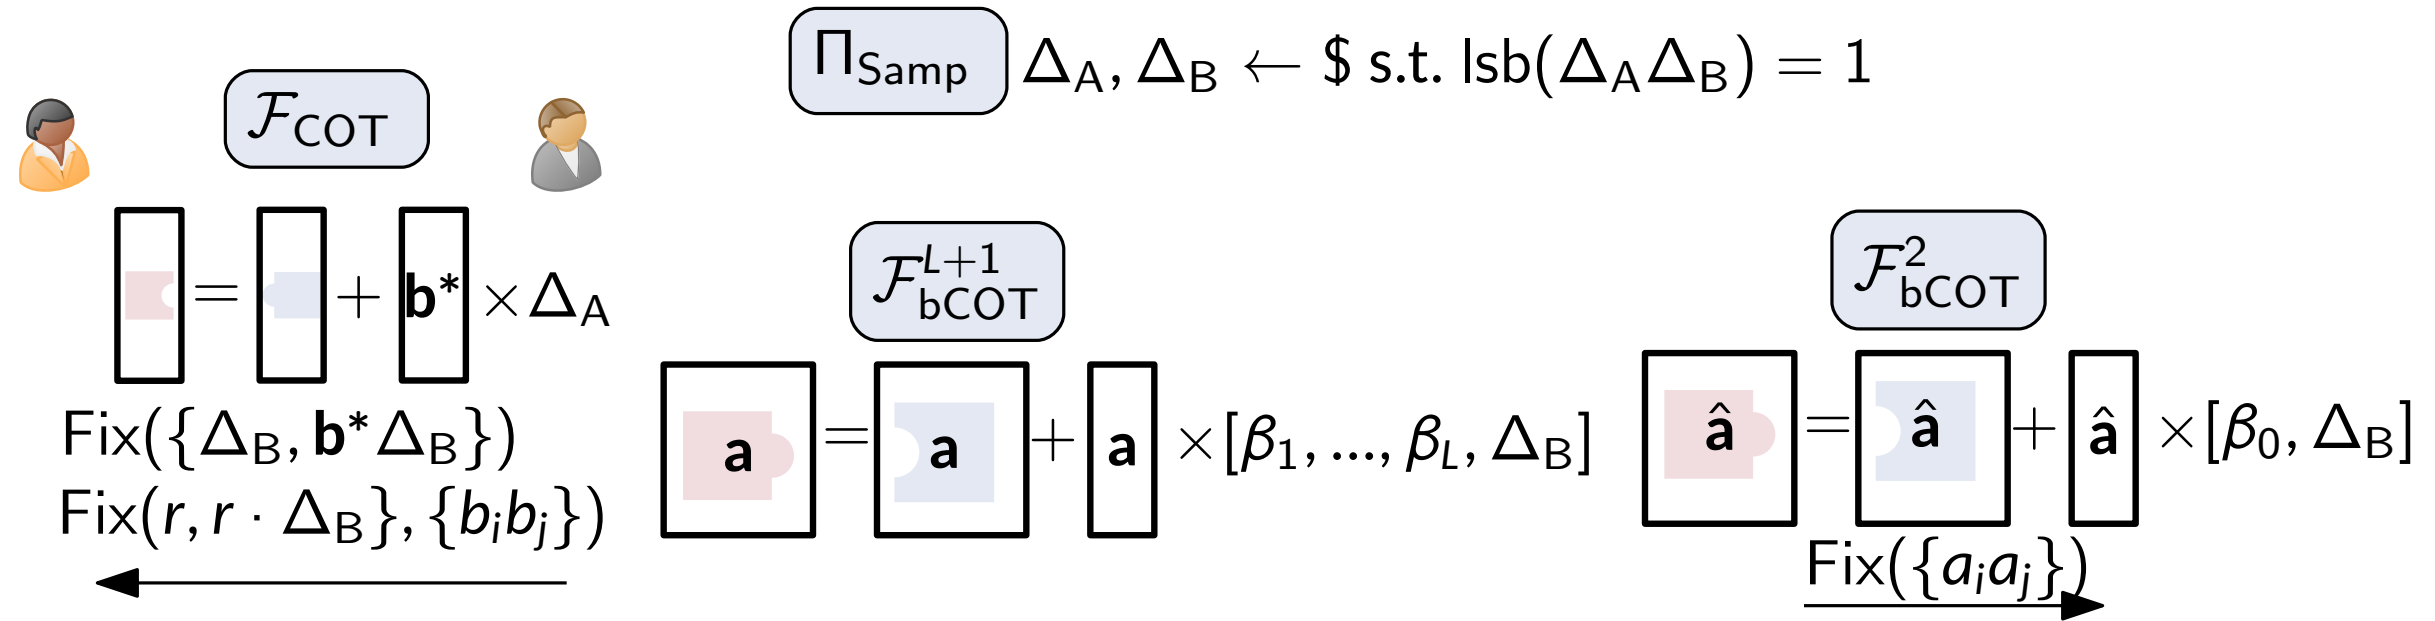 Π_Samp Δ_A, Δ_B ← $ s.t. lsb(Δ_AΔ_B) = 1
ℱ_COT
= + b* ×Δ_A
Fix({Δ_B, b*Δ_B})
Fix(r, r · Δ_B}, {b_ib_j})
ℱ_bCOT^{L+1}
a = a + a ×[β_1, ..., β_L, Δ_B]
ℱ_bCOT^2
â = â + â ×[β_0, Δ_B]
Fix({a_ia_j})